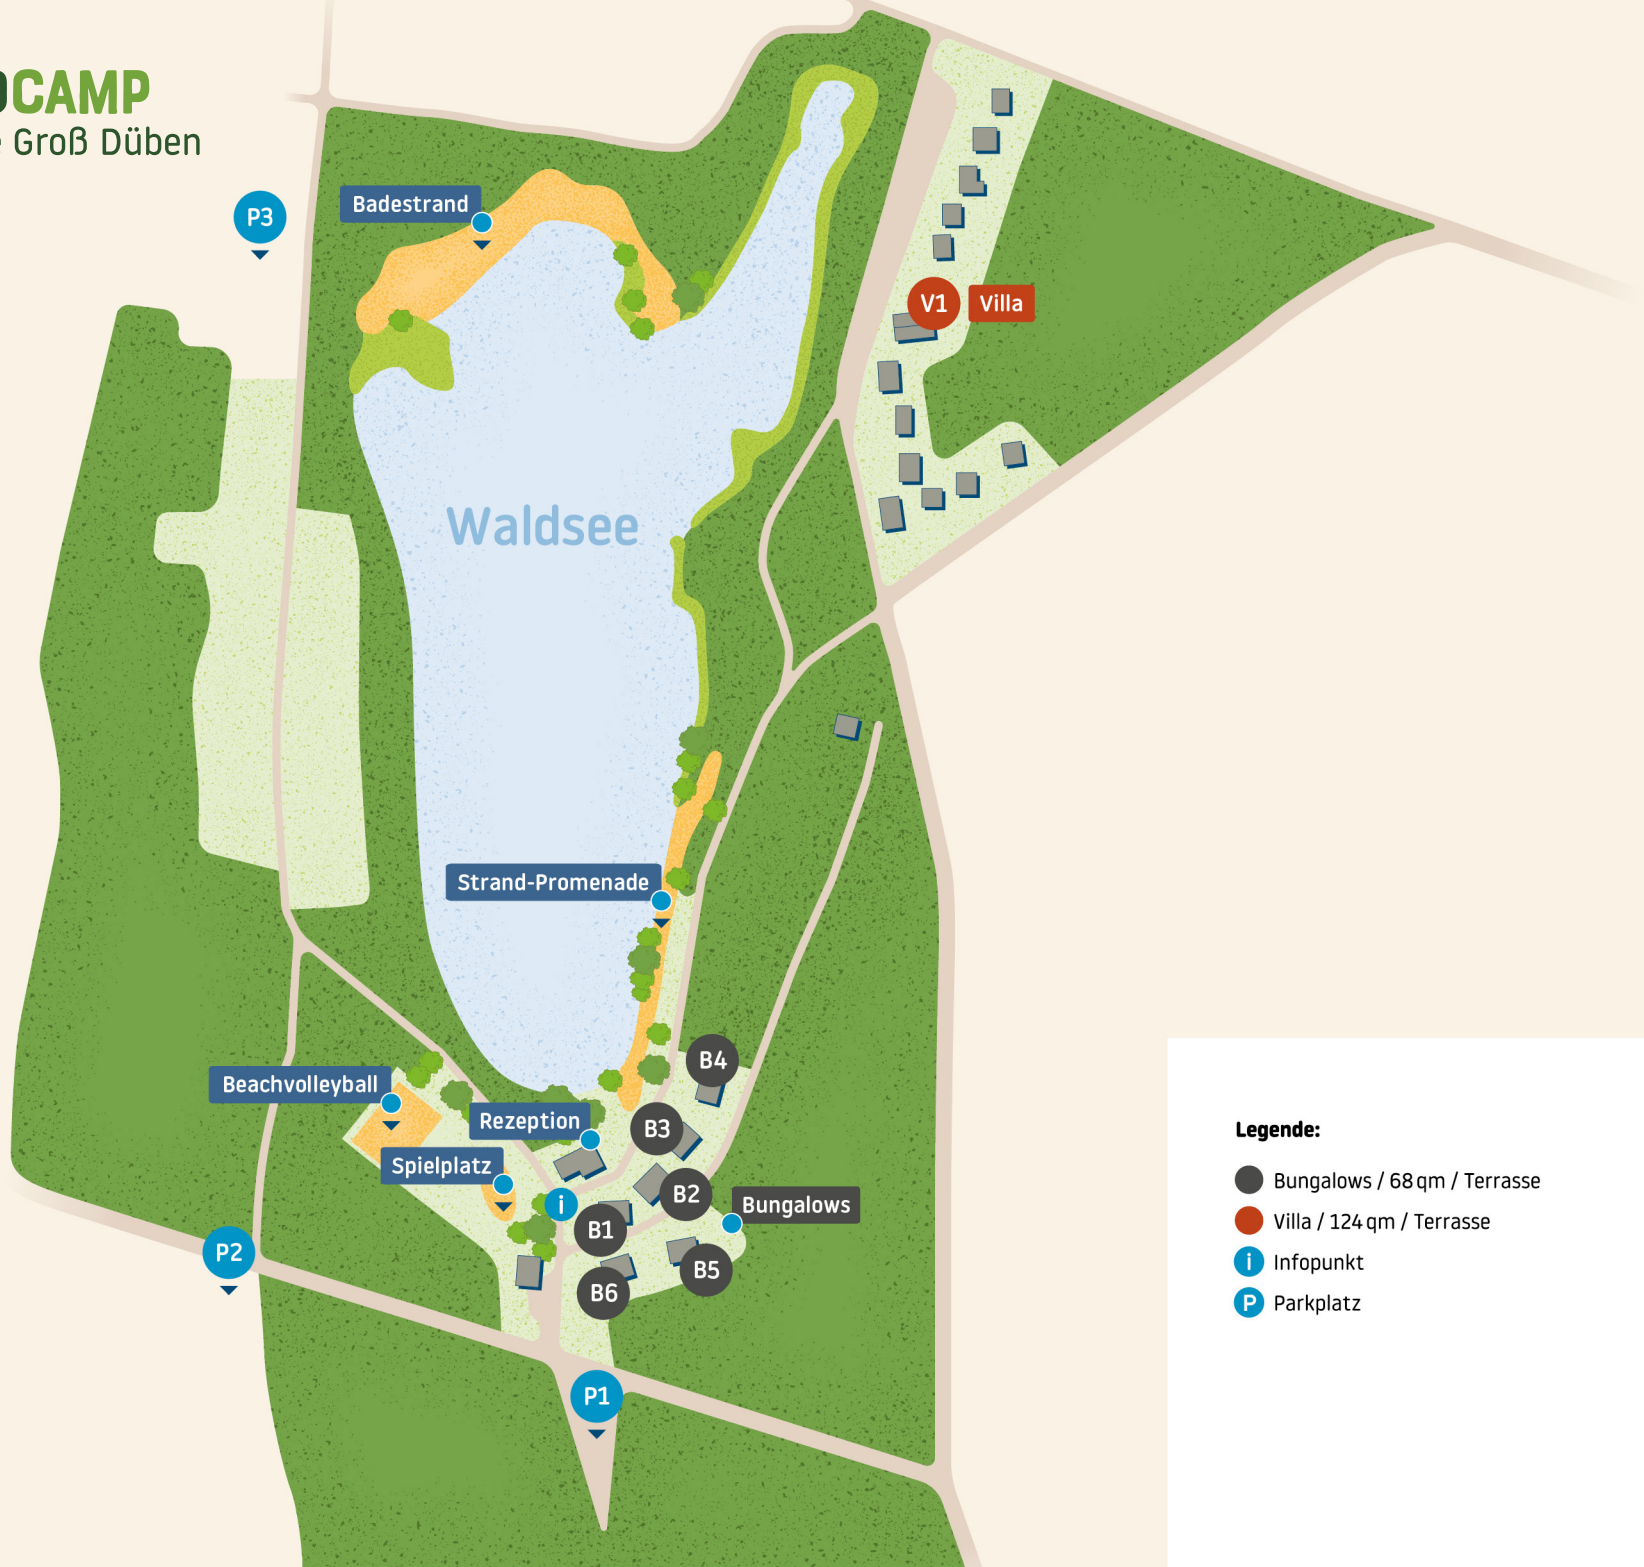 CAMP
Groß Düben
P3
Badestrand
V1
Villa
Waldsee
Strand-Promenade
B4
Beachvolleyball
Rezeption
B3
Spielplatz
B2
i
Bungalows
B1
P2
B5
B6
P1
Legende:
Bungalows / 68 qm / Terrasse
Villa / 124 qm / Terrasse
i Infopunkt
P Parkplatz